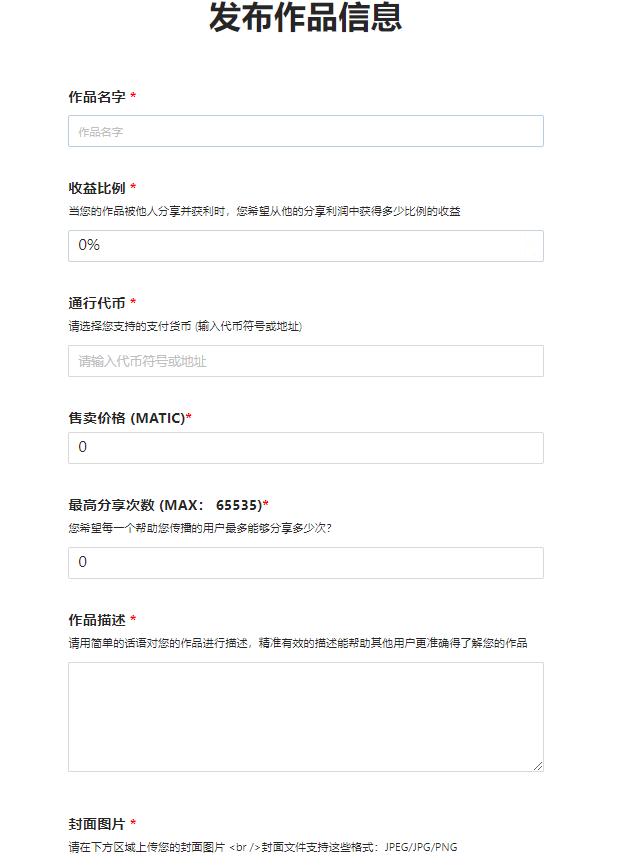 发布作品信息
作品名字 *
作品名字
收益比例 *
当您的作品被他人分享并获利时，您希望从他的分享利润中获得多少比例的收益
0%
通行代币 *
请选择您支持的支付货币 (输入代币符号或地址)
请输入代币符号或地址
售卖价格 (MATIC)*
0
最高分享次数 (MAX： 65535)*
您希望每一个帮助您传播的用户最多能够分享多少次?
0
作品描述 *
请用简单的话语对您的作品进行描述，精准有效的描述能帮助其他用户更准确得了解您的作品
封面图片 *
请在下方区域上传您的封面图片 <br />封面文件支持这些格式：JPEG/JPG/PNG